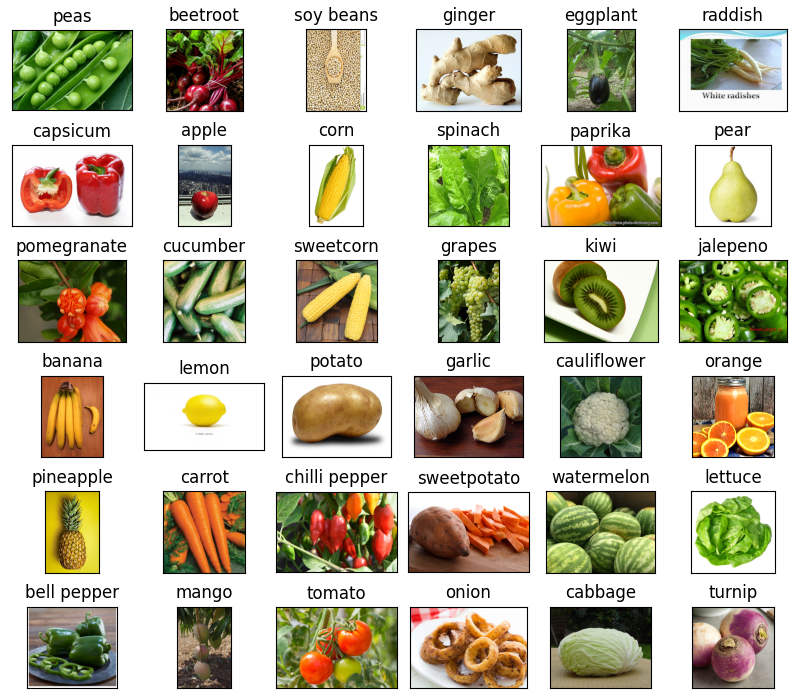 peas
beetroot
soy beans
ginger
eggplant
raddish
White radishes
capsicum
apple
corn
spinach
paprika
pear
pomegranate
cucumber
sweetcorn
grapes
kiwi
jalepeno
banana
lemon
potato
garlic
cauliflower
orange
pineapple
carrot
chilli pepper
sweetpotato
watermelon
lettuce
bell pepper
mango
tomato
onion
cabbage
turnip